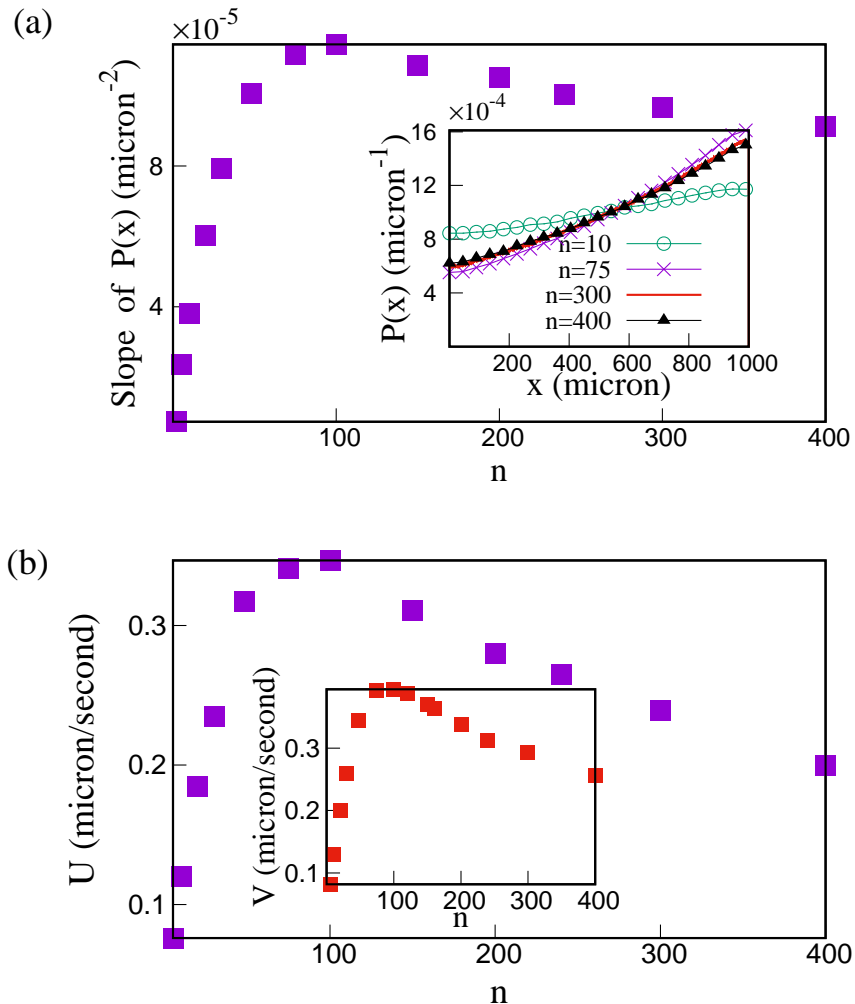 (a)
×10^-5
Slope of P(x) (micron^-2)
8
4
100
200
300
400
n
×10^-4
P(x) (micron^-1)
16
12
8
4
n=10
n=75
n=300
n=400
200
400
600
800
1000
x (micron)
(b)
U (micron/second)
0.3
0.2
0.1
100
200
300
400
n
V (micron/second)
0.3
0.2
0.1
100
200
300
400
n